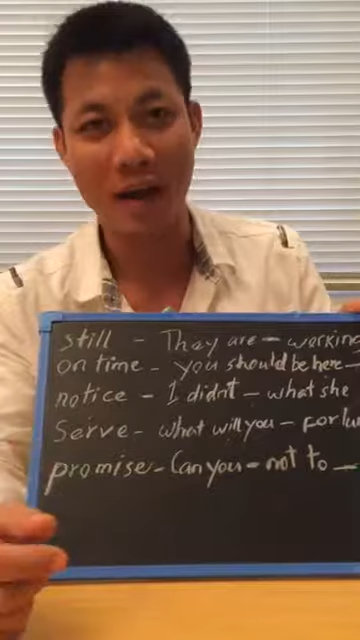 still - They are - working
on time - you should be here -
notice - I didn't - what she
Serve - what will you - for lu
promise - Can you - not to -